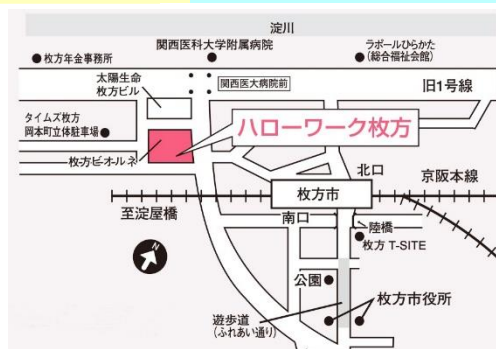 淀川
関西医科大学附属病院
ラポールひらかた
(総合福祉会館)
枚方年金事務所
太陽生命
枚方ビル
関西医大病院前
旧1号線
タイムズ枚方
岡本町立体駐車場
ハローワーク枚方
枚方ビオルネ
北口
京阪本線
枚方市
至淀屋橋
南口
陸橋
枚方 T-SITE
N
公園
枚方市役所
遊歩道
(ふれあい通り)